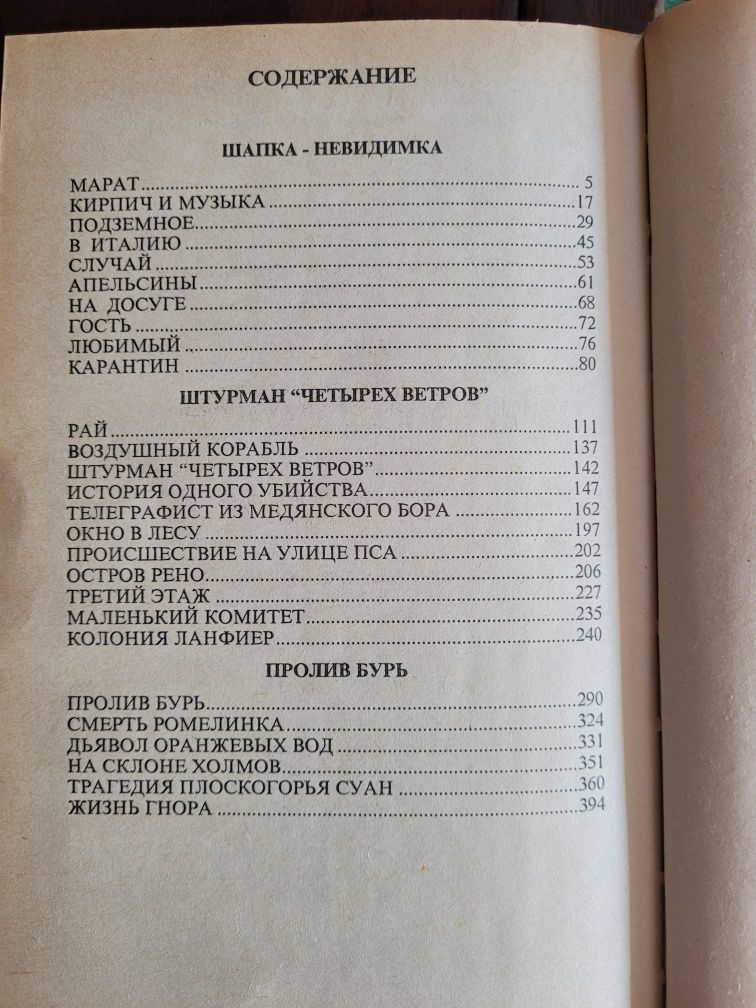 СОДЕРЖАНИЕ
ШАПКА - НЕВИДИМКА
МАРАТ.......... 5
КИРПИЧ И МУЗЫКА..........17
ПОДЗЕМНОЕ..........29
В ИТАЛИЮ..........45
СЛУЧАЙ..........53
АПЕЛЬСИНЫ..........61
НА ДОСУГЕ..........68
ГОСТЬ..........72
ЛЮБИМЫЙ..........76
КАРАНТИН..........80
ШТУРМАН “ЧЕТЫРЕХ ВЕТРОВ”
РАЙ..........111
ВОЗДУШНЫЙ КОРАБЛЬ..........137
ШТУРМАН “ЧЕТЫРЕХ ВЕТРОВ”..........142
ИСТОРИЯ ОДНОГО УБИЙСТВА..........147
ТЕЛЕГРАФИСТ ИЗ МЕДЯНСКОГО БОРА..........162
ОКНО В ЛЕСУ..........197
ПРОИСШЕСТВИЕ НА УЛИЦЕ ПСА..........202
ОСТРОВ РЕНО..........206
ТРЕТИЙ ЭТАЖ..........227
МАЛЕНЬКИЙ КОМИТЕТ..........235
КОЛОНИЯ ЛАНФИЕР..........240
ПРОЛИВ БУРЬ
ПРОЛИВ БУРЬ..........290
СМЕРТЬ РОМЕЛИНКА..........324
ДЬЯВОЛ ОРАНЖЕВЫХ ВОД..........331
НА СКЛОНЕ ХОЛМОВ..........351
ТРАГЕДИЯ ПЛОСКОГОРЬЯ СУАН..........360
ЖИЗНЬ ГНОРА..........394